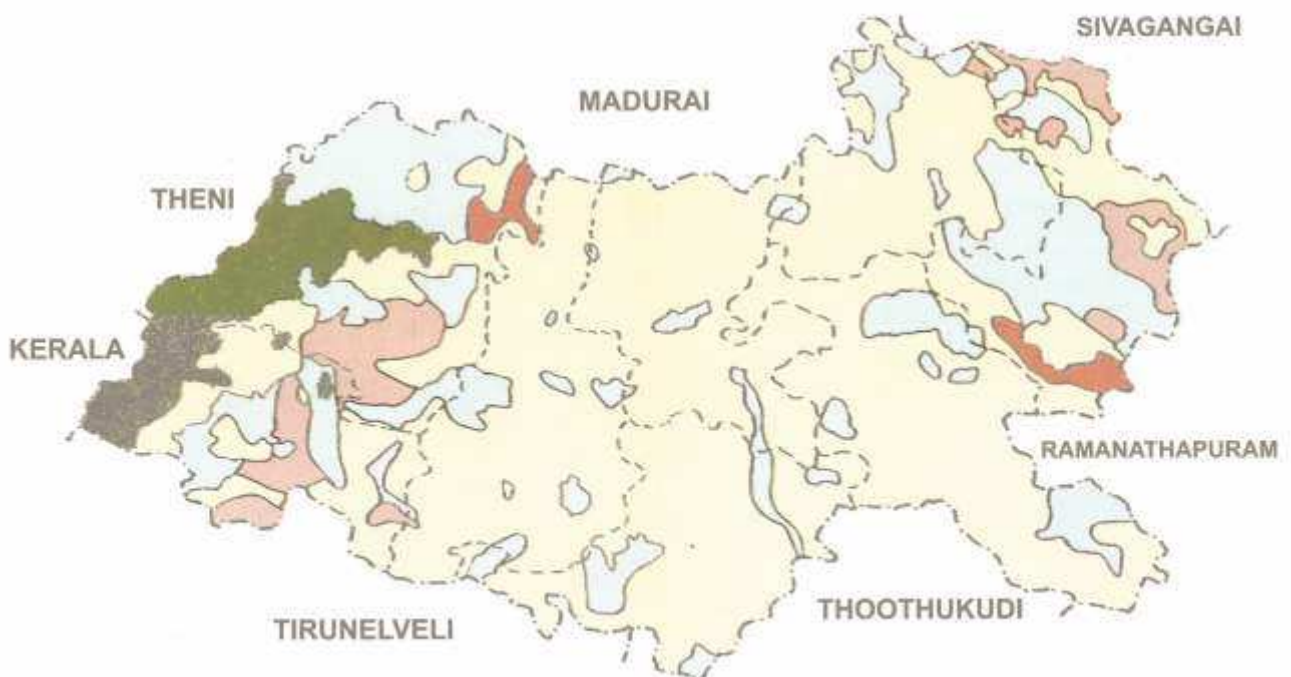 SIVAGANGAI
MADURAI
THENI
KERALA
RAMANATHAPURAM
THOOTHUKUDI
TIRUNELVELI